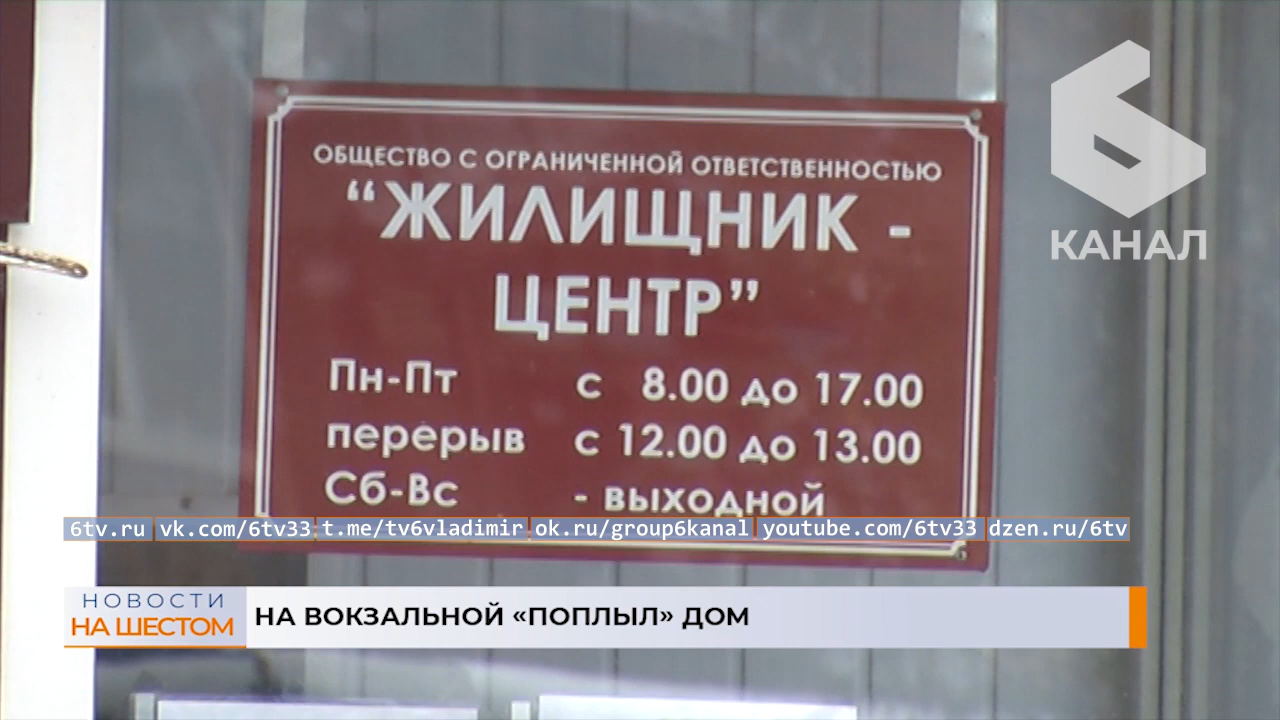 6
КАНАЛ
ОБЩЕСТВО С ОГРАНИЧЕННОЙ ОТВЕТСТВЕННОСТЬЮ
“ЖИЛИЩНИК -
ЦЕНТР”
Пн-Пт с 8.00 до 17.00
перерыв с 12.00 до 13.00
Сб-Вс - выходной
6tv.ru vk.com/6tv33 t.me/tv6vladimir ok.ru/group6kanal youtube.com/6tv33 dzen.ru/6tv
НОВОСТИ
НА ШЕСТОМ
НА ВОКЗАЛЬНОЙ «ПОПЛЫЛ» ДОМ